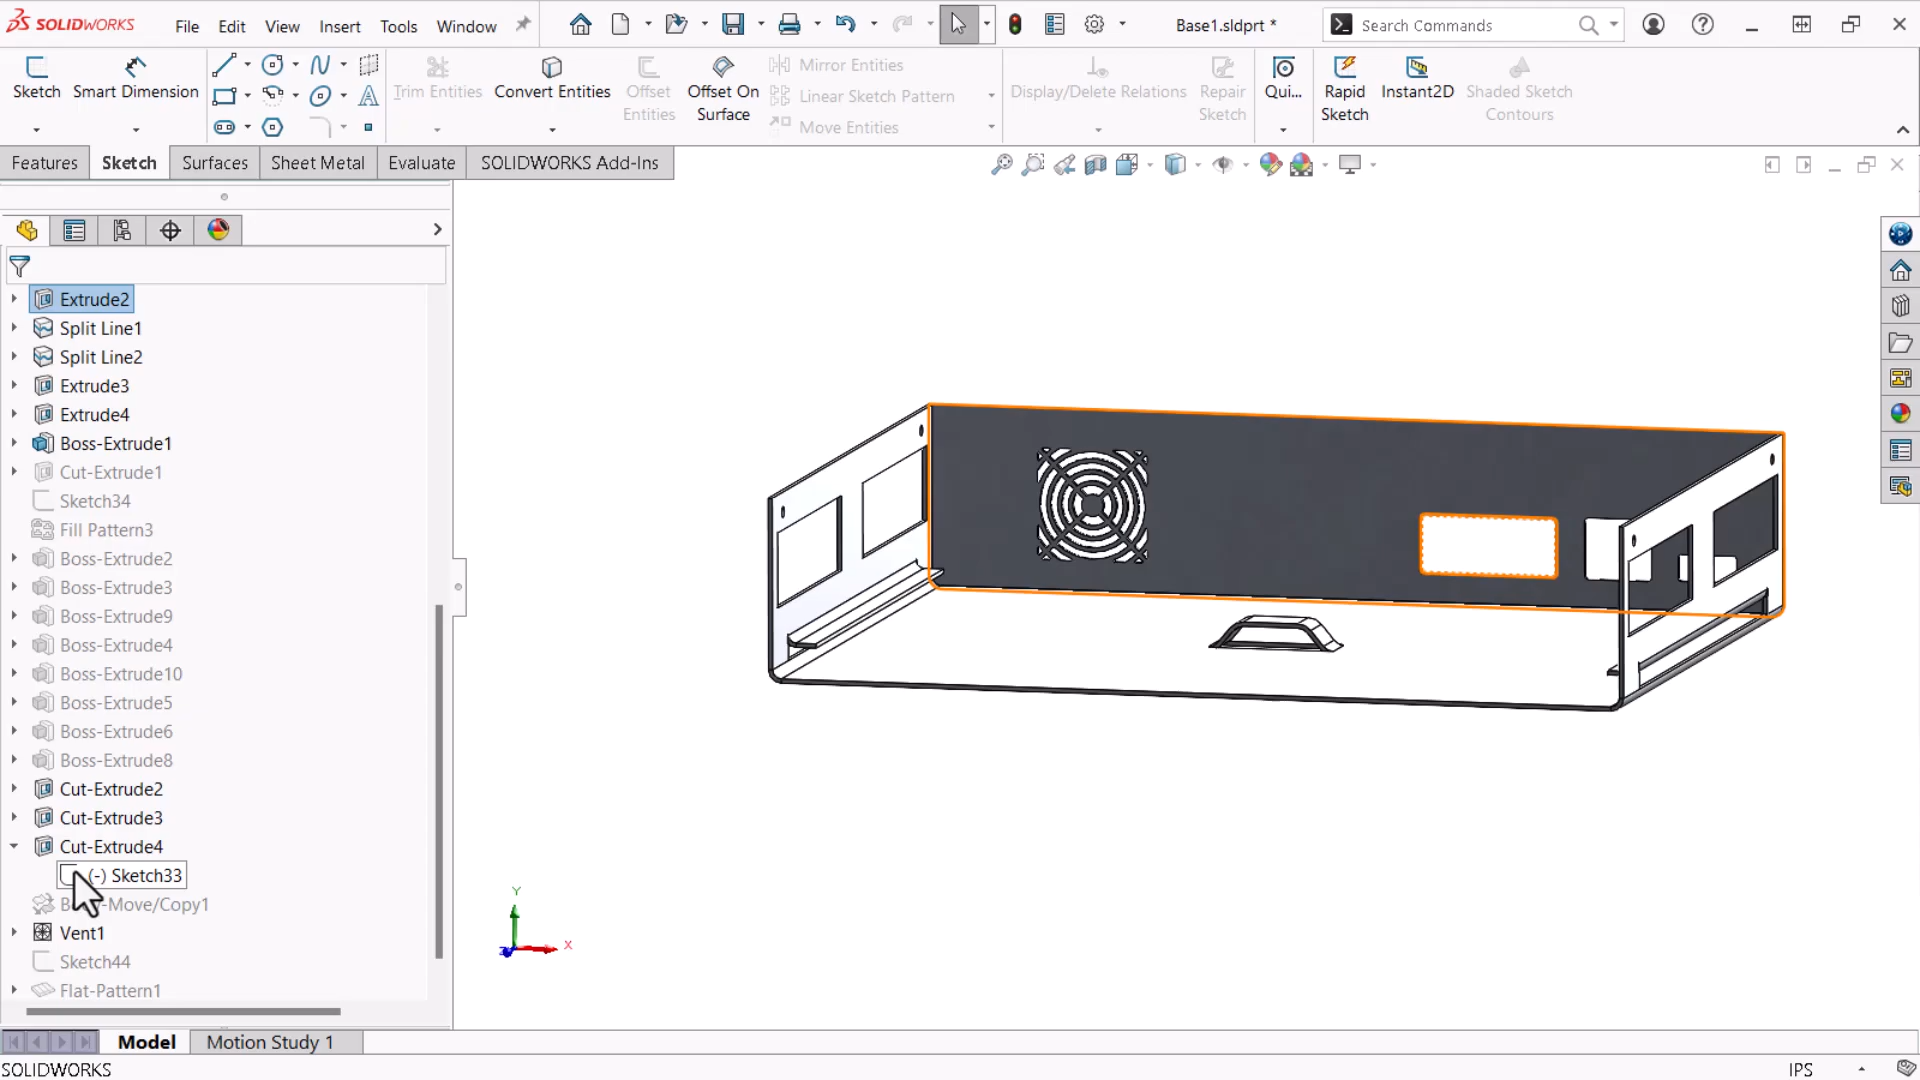 SOLIDWORKS File Edit View Insert Tools Window Base1.sldprt * Search Commands
Sketch Smart Dimension Trim Entities Convert Entities Offset Entities Offset On Surface Mirror Entities Linear Sketch Pattern Move Entities Display/Delete Relations Repair Sketch Qui... Rapid Sketch Instant2D Shaded Sketch Contours
Features Sketch Surfaces Sheet Metal Evaluate SOLIDWORKS Add-Ins
Extrude2
Split Line1
Split Line2
Extrude3
Extrude4
Boss-Extrude1
Cut-Extrude1
Sketch34
Fill Pattern3
Boss-Extrude2
Boss-Extrude3
Boss-Extrude9
Boss-Extrude4
Boss-Extrude10
Boss-Extrude5
Boss-Extrude6
Boss-Extrude8
Cut-Extrude2
Cut-Extrude3
Cut-Extrude4
(-) Sketch33
-Move/Copy1
Vent1
Sketch44
Flat-Pattern1
Y
X
Model Motion Study 1
SOLIDWORKS IPS